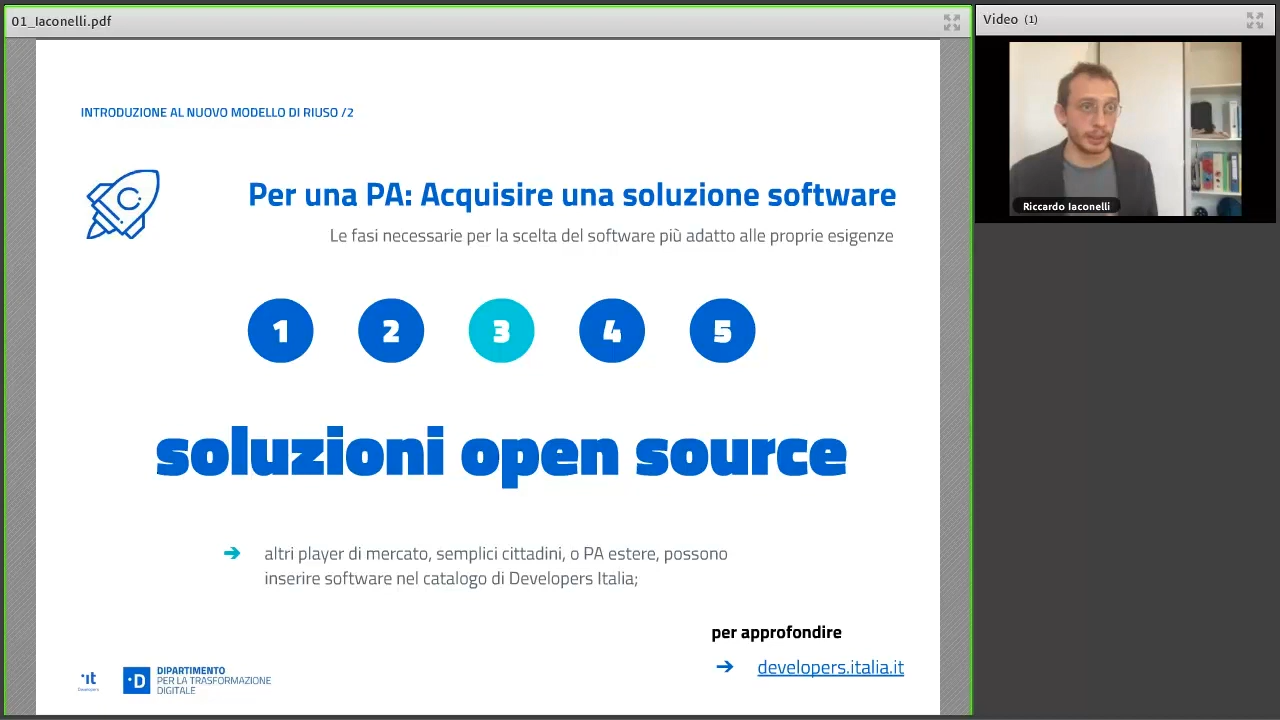 01_Iaconelli.pdf
Video (1)
Riccardo Iaconelli
INTRODUZIONE AL NUOVO MODELLO DI RIUSO /2
Per una PA: Acquisire una soluzione software
Le fasi necessarie per la scelta del software più adatto alle proprie esigenze
1 2 3 4 5
soluzioni open source
➔ altri player di mercato, semplici cittadini, o PA estere, possono
inserire software nel catalogo di Developers Italia;
per approfondire
➔ developers.italia.it
·ıt
Developers
·D
DIPARTIMENTO
PER LA TRASFORMAZIONE
DIGITALE